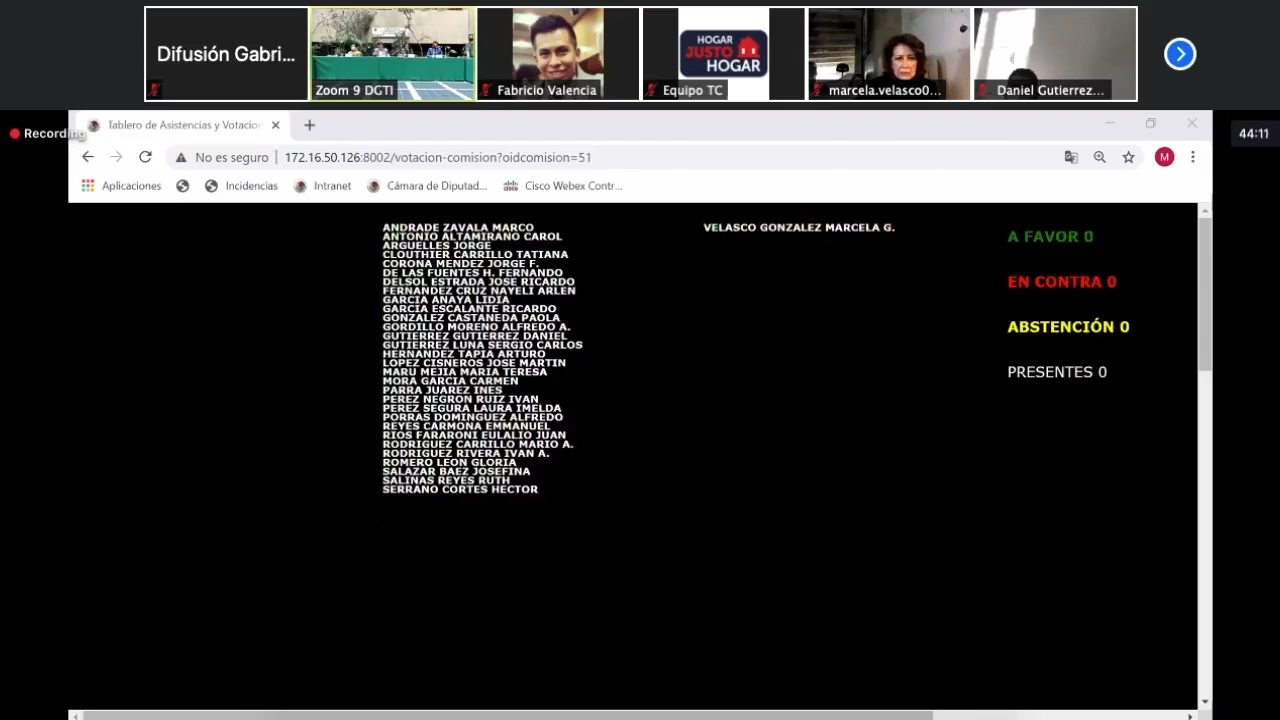 Difusión Gabri...
Zoom 9 DGTI
Fabricio Valencia
HOGAR
JUSTO
HOGAR
Equipo TC
marcela.velasco0...
Daniel Gutierrez...
Recording
44:11
Tablero de Asistencias y Votacion
No es seguro | 172.16.50.126:8002/votacion-comision?oidcomision=51
M
Aplicaciones
Incidencias
Intranet
Cámara de Diputad...
Cisco Webex Contr...
ANDRADE ZAVALA MARCO
ANTONIO ALTAMIRANO CAROL
ARGUELLES JORGE
CLOUTHIER CARRILLO TATIANA
CORONA MENDEZ JORGE F.
DE LAS FUENTES H. FERNANDO
DELSOL ESTRADA JOSE RICARDO
FERNANDEZ CRUZ NAYELI ARLEN
GARCIA ANAYA LIDIA
GARCIA ESCALANTE RICARDO
GONZALEZ CASTAÑEDA PAOLA
GORDILLO MORENO ALFREDO A.
GUTIERREZ GUTIERREZ DANIEL
GUTIERREZ LUNA SERGIO CARLOS
HERNANDEZ TAPIA ARTURO
LOPEZ CISNEROS JOSE MARTIN
MARU MEJIA MARIA TERESA
MORA GARCIA CARMEN
PARRA JUAREZ INES
PEREZ NEGRON RUIZ IVAN
PEREZ SEGURA LAURA IMELDA
PORRAS DOMINGUEZ ALFREDO
REYES CARMONA EMMANUEL
RIOS FARARONI EULALIO JUAN
RODRIGUEZ CARRILLO MARIO A.
RODRIGUEZ RIVERA IVAN A.
ROMERO LEON GLORIA
SALAZAR BAEZ JOSEFINA
SALINAS REYES RUTH
SERRANO CORTES HECTOR
VELASCO GONZALEZ MARCELA G.
A FAVOR 0
EN CONTRA 0
ABSTENCIÓN 0
PRESENTES 0